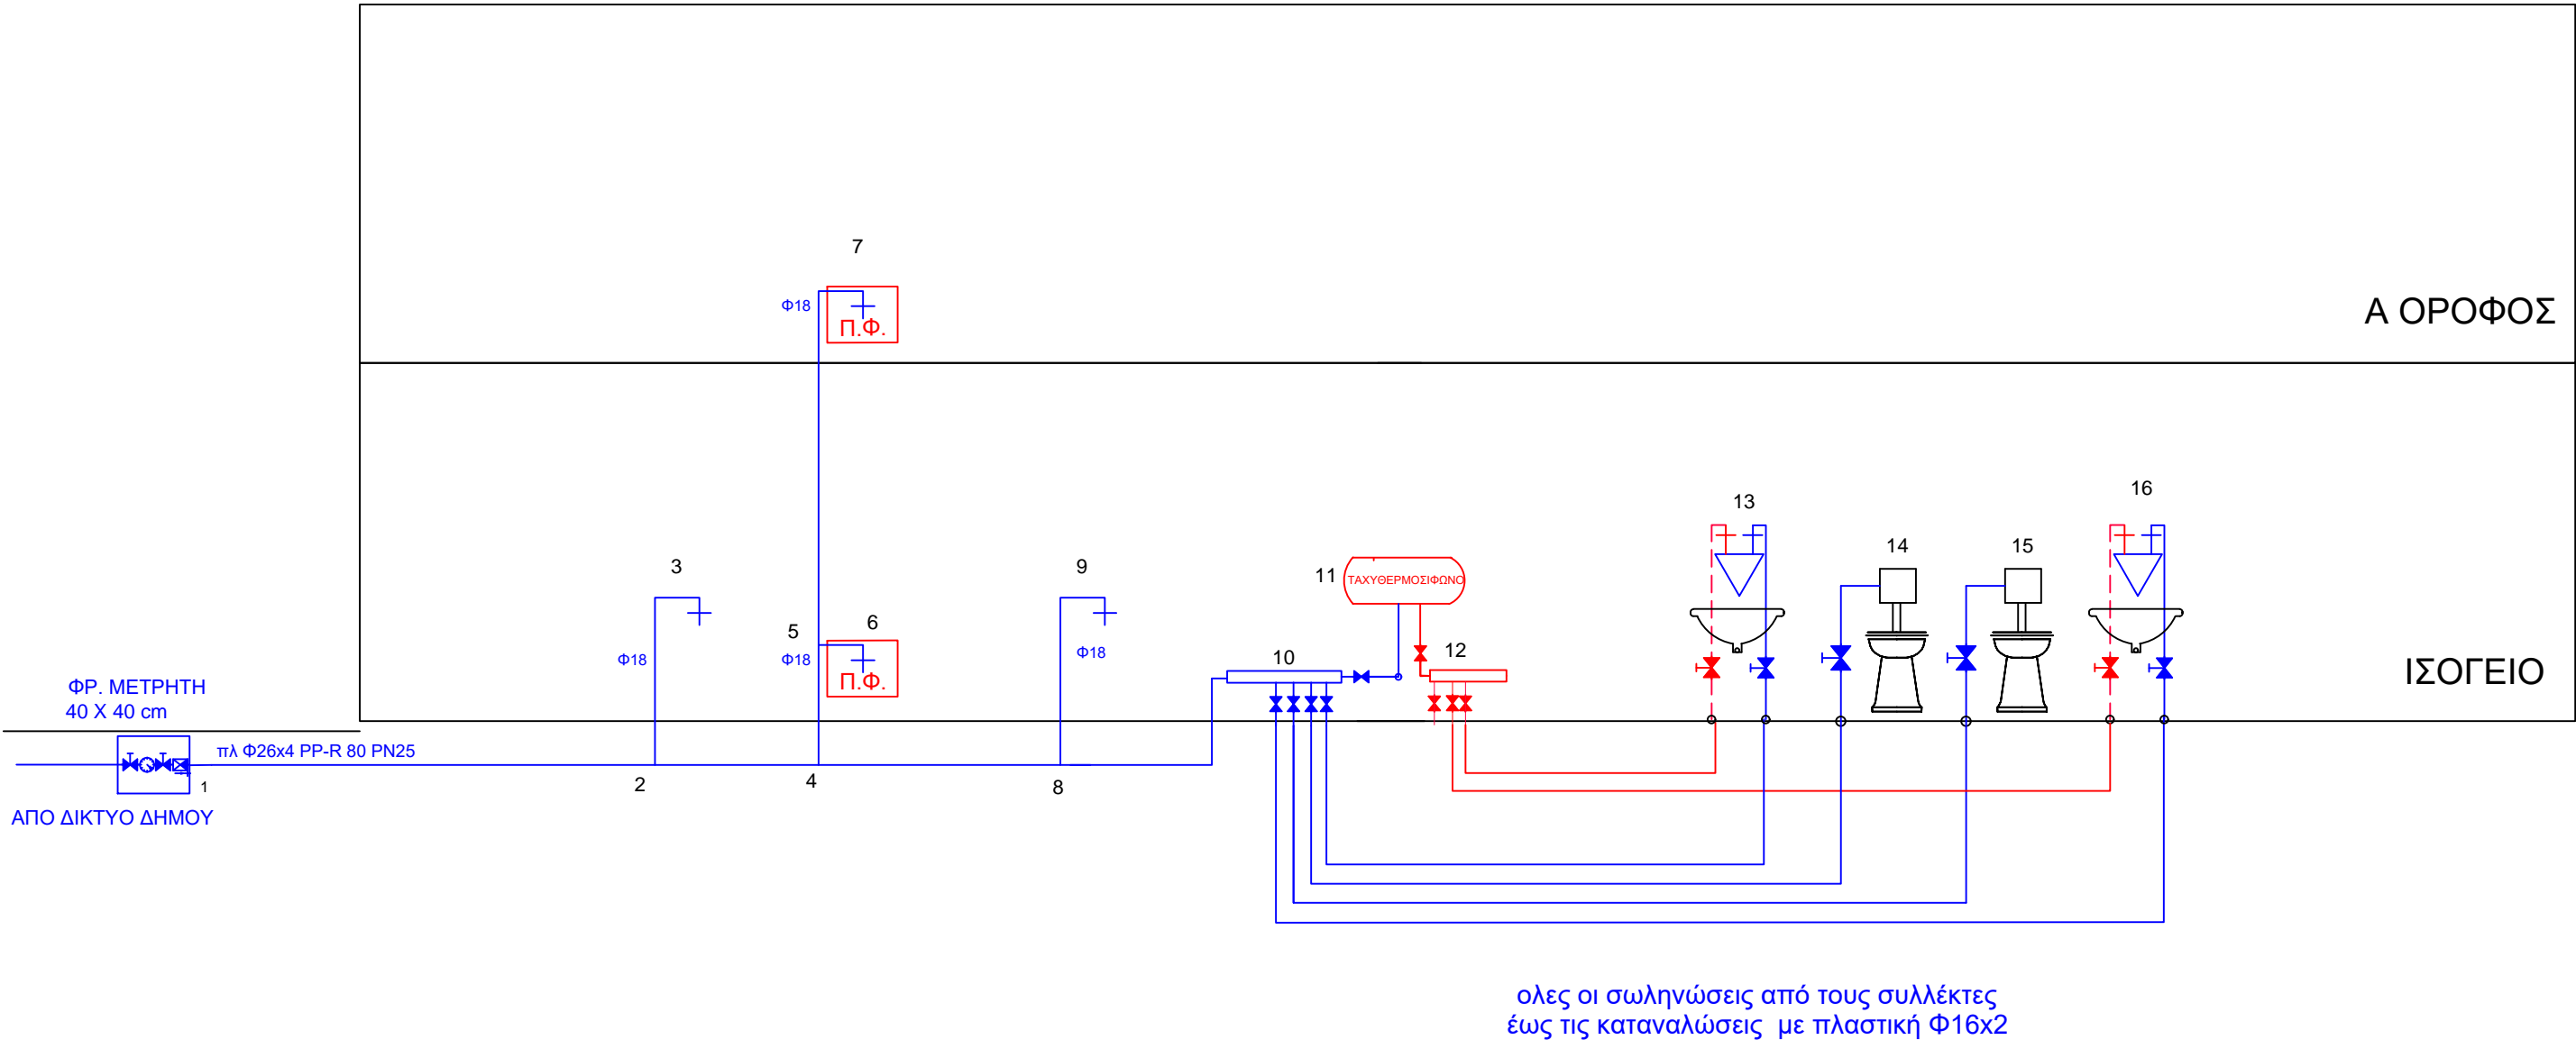 7
Φ18
Π.Φ.
Α ΟΡΟΦΟΣ
3
Φ18
5
Φ18
6
Π.Φ.
9
Φ18
10
11
ΤΑΧΥΘΕΡΜΟΣΙΦΩΝΟ
12
13
14
15
16
ΙΣΟΓΕΙΟ
ΦΡ. ΜΕΤΡΗΤΗ
40 X 40 cm
πλ Φ26x4 PP-R 80 PN25
1
2
4
8
ΑΠΟ ΔΙΚΤΥΟ ΔΗΜΟΥ
ολες οι σωληνώσεις από τους συλλέκτες
έως τις καταναλώσεις με πλαστική Φ16x2